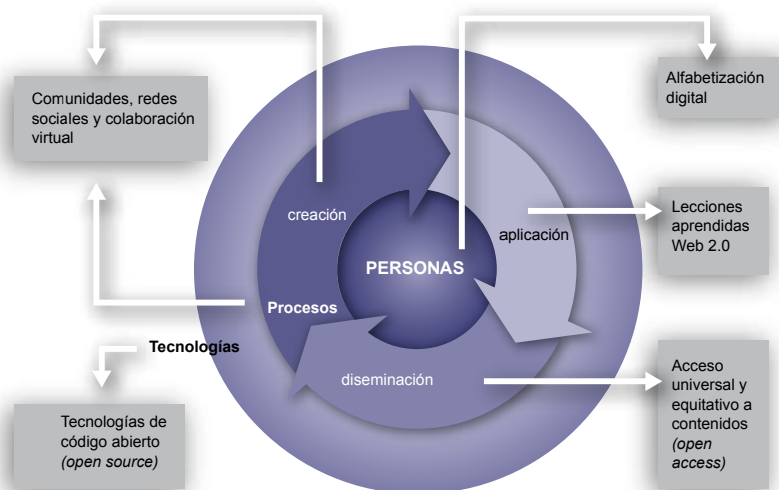 Comunidades, redes
sociales y colaboración
virtual
Alfabetización
digital
creación
aplicación
Lecciones
aprendidas
Web 2.0
PERSONAS
Procesos
Tecnologías
diseminación
Acceso
universal y
equitativo a
contenidos
(open
access)
Tecnologías de
código abierto
(open source)